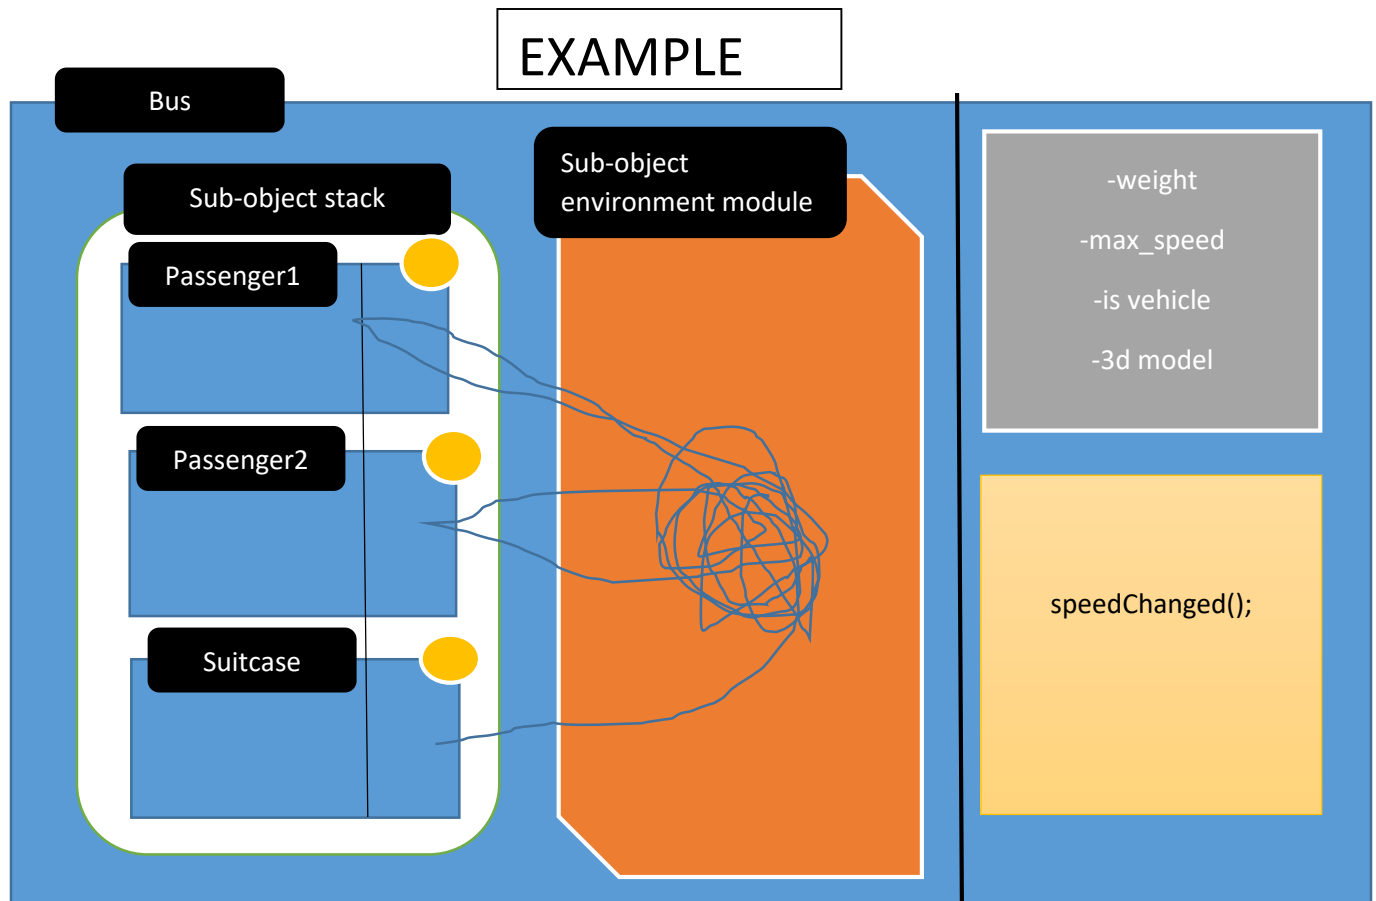 EXAMPLE
Bus
Sub-object stack
Passenger1
Passenger2
Suitcase
Sub-object
environment module
-weight
-max_speed
-is vehicle
-3d model
speedChanged();